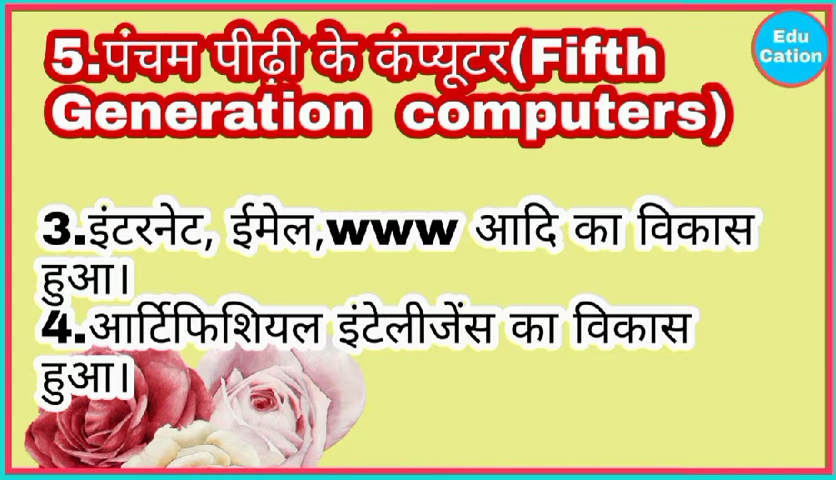 5.पंचम पीढ़ी के कंप्यूटर(Fifth
Generation computers)
Edu
Cation
3.इंटरनेट, ईमेल,www आदि का विकास
हुआ।
4.आर्टिफिशियल इंटेलीजेंस का विकास
हुआ।